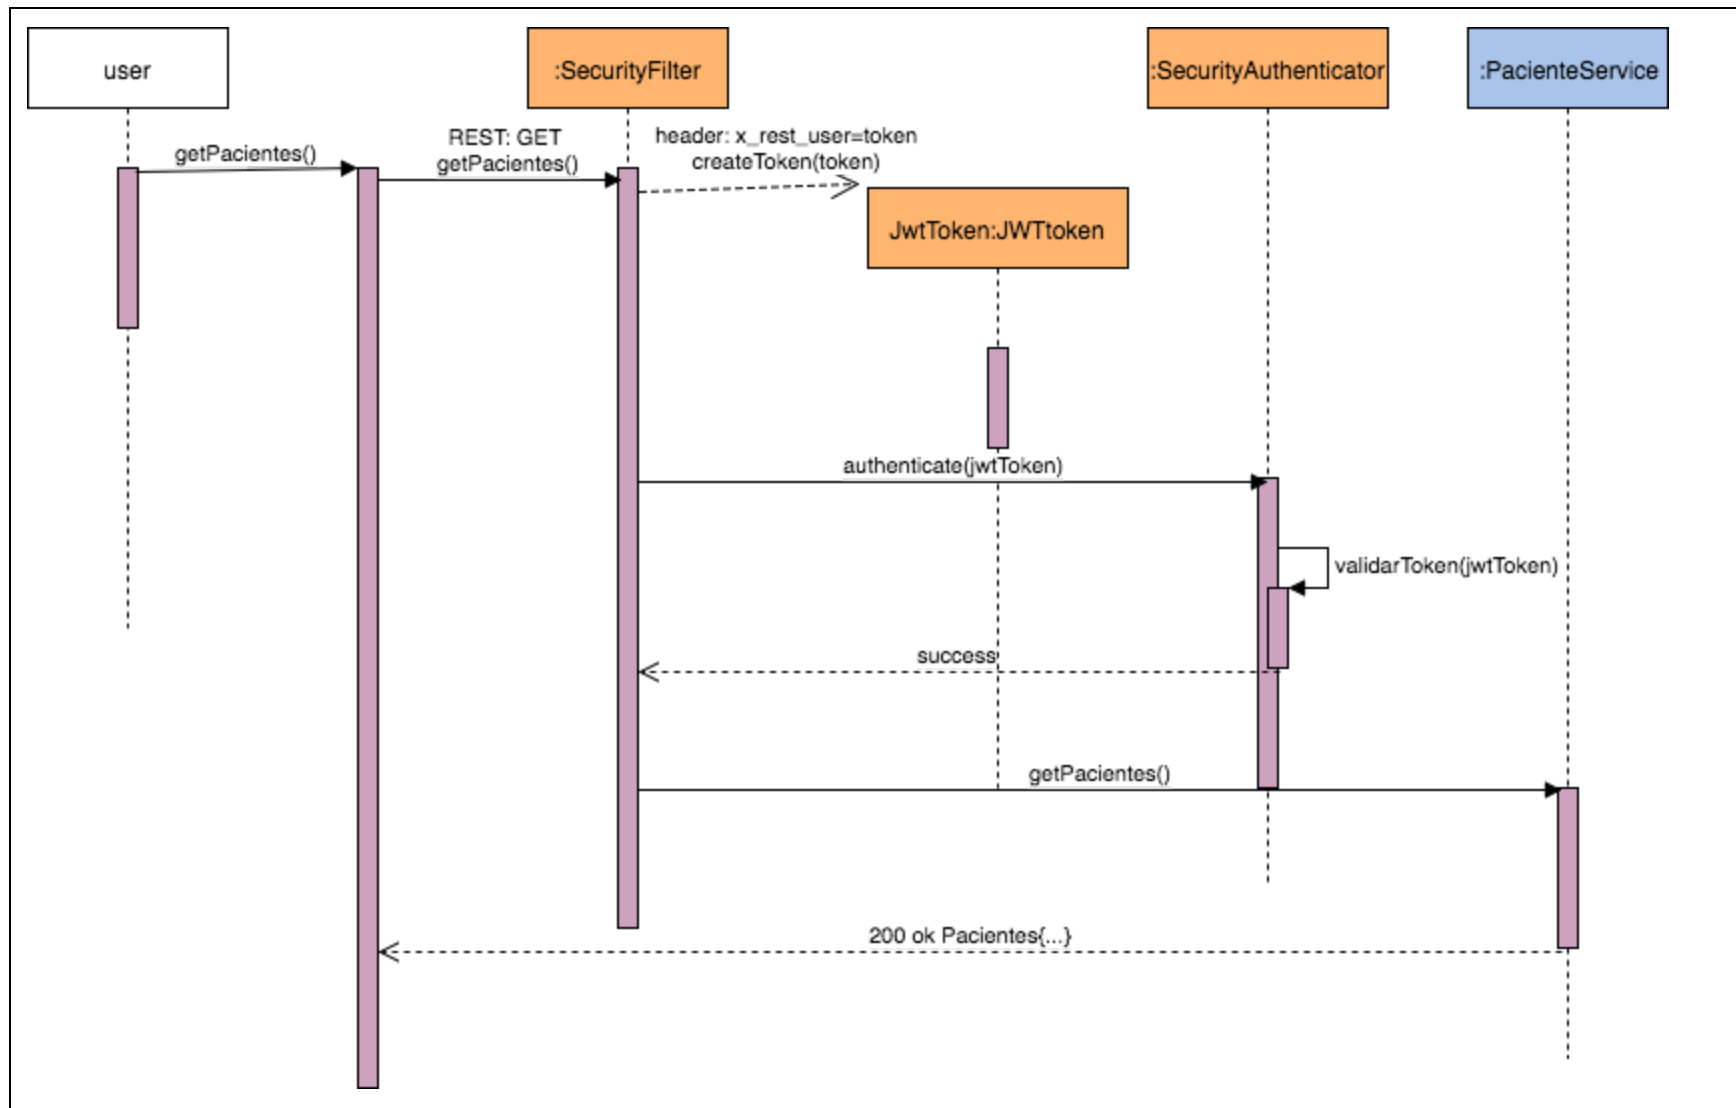 user
:SecurityFilter
:SecurityAuthenticator
:PacienteService
getPacientes()
REST: GET
getPacientes()
header: x_rest_user=token
createToken(token)
JwtToken:JWTtoken
authenticate(jwtToken)
validarToken(jwtToken)
success
getPacientes()
200 ok Pacientes{...}